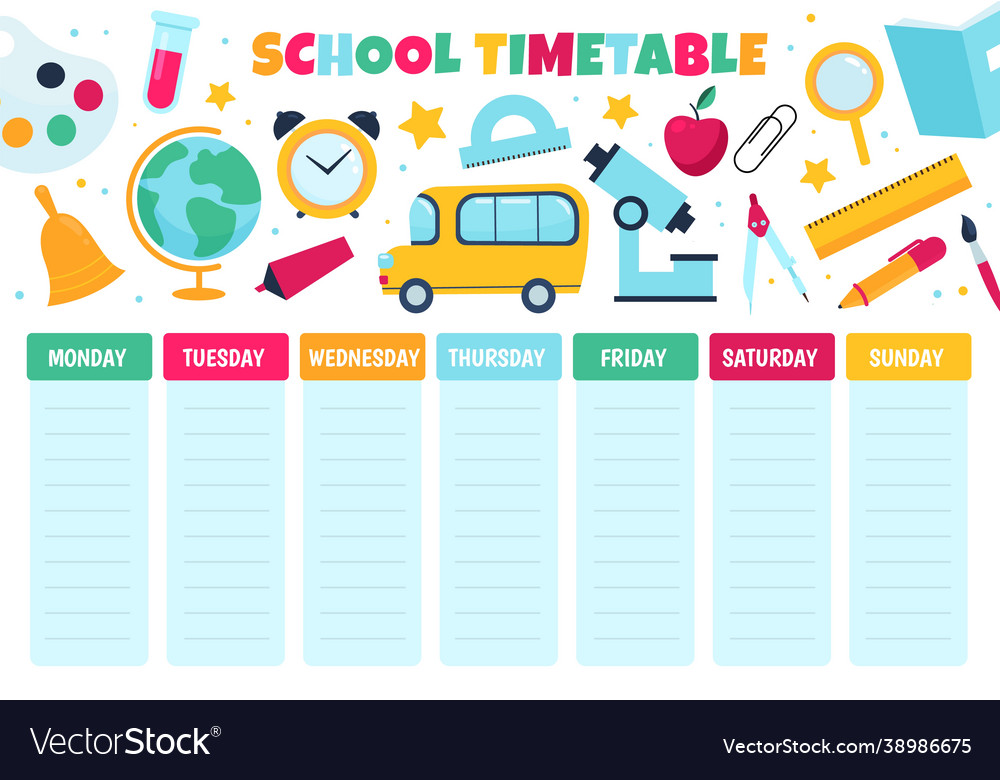 SCHOOL TIMETABLE
MONDAY TUESDAY WEDNESDAY THURSDAY FRIDAY SATURDAY SUNDAY
VectorStock® VectorStock.com/38986675